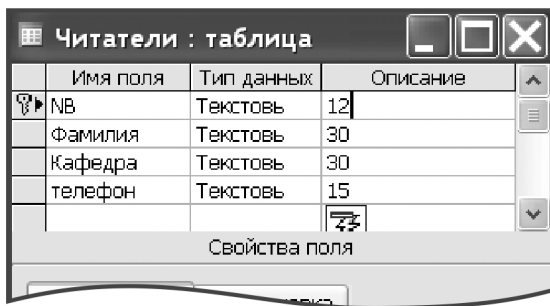 Читатели : таблица
Имя поля Тип данных Описание
NB Текстовь 12
Фамилия Текстовь 30
Кафедра Текстовь 30
телефон Текстовь 15
Свойства поля